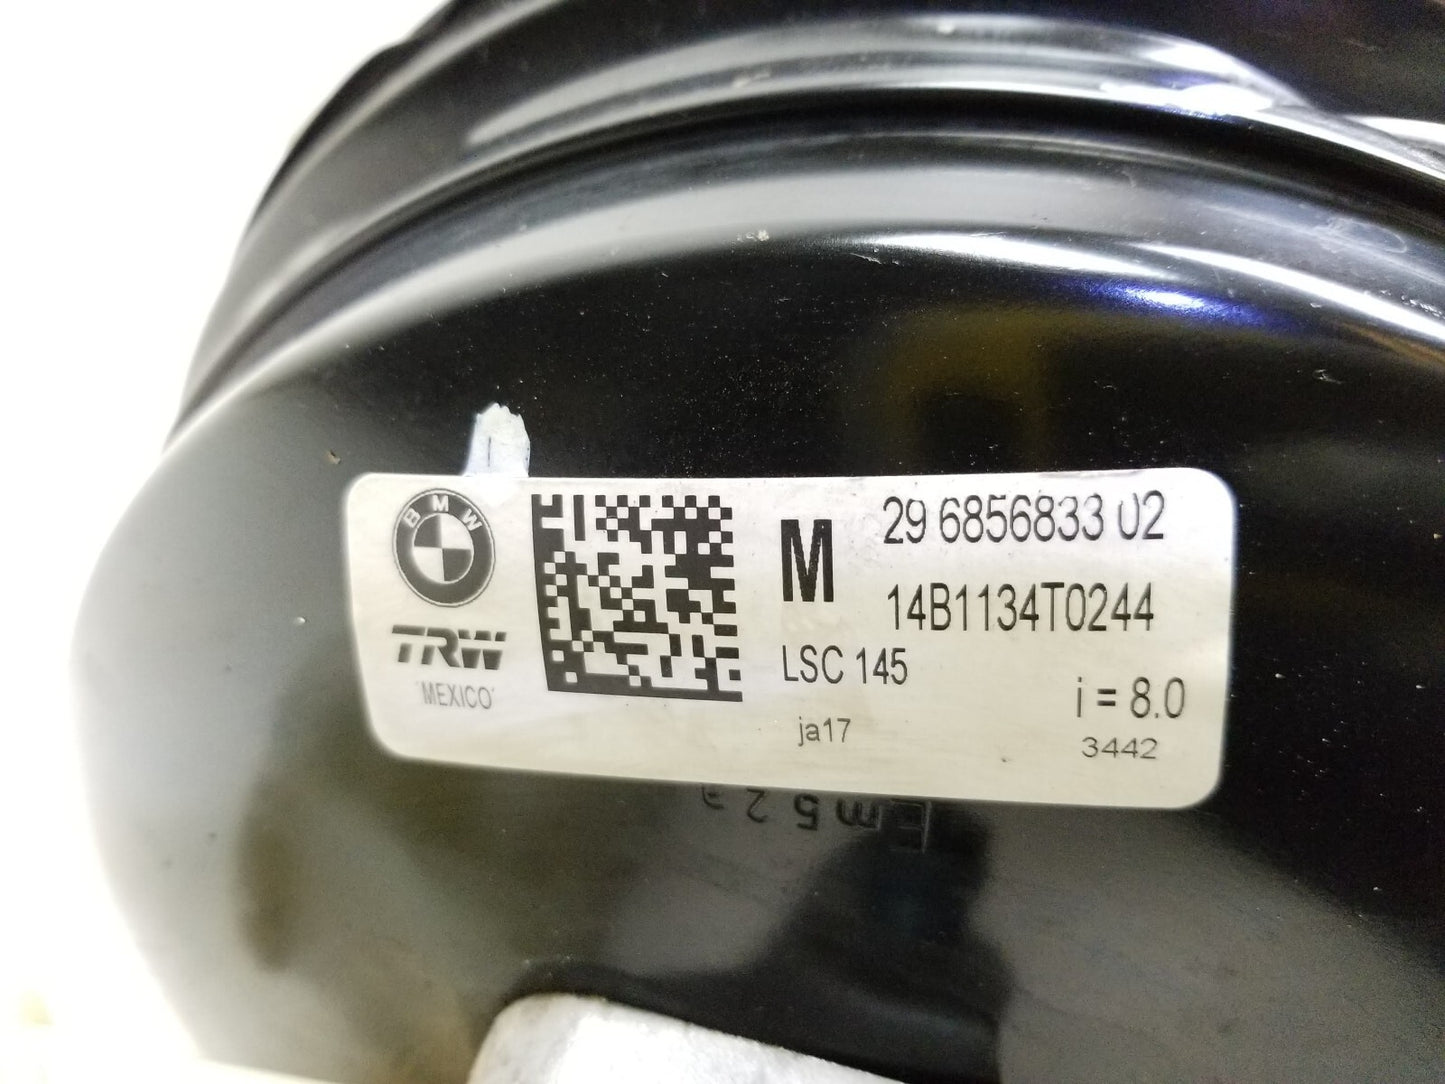 BMW
TRW
MEXICO
M
29 6856833 02
14B1134T0244
LSC 145
i = 8.0
ja17
3442